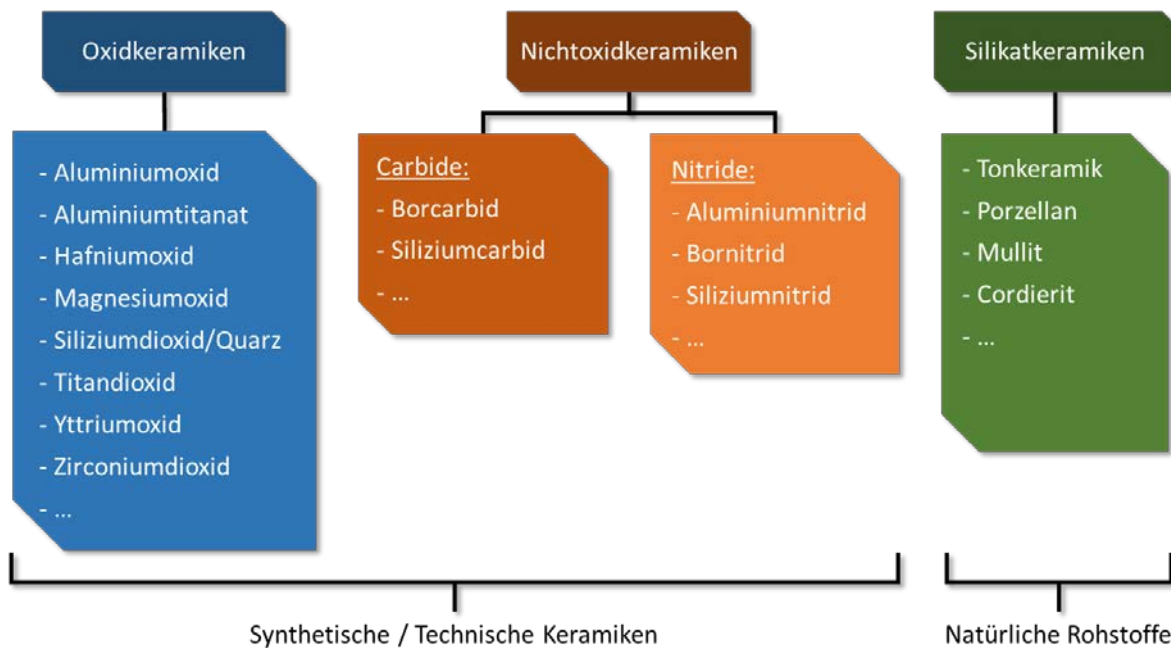 Oxidkeramiken
- Aluminiumoxid
- Aluminiumtitanat
- Hafniumoxid
- Magnesiumoxid
- Siliziumdioxid/Quarz
- Titandioxid
- Yttriumoxid
- Zirconiumdioxid
- ...
Nichtoxidkeramiken
Carbide:
- Borcarbid
- Siliziumcarbid
- ...
Nitride:
- Aluminiumnitrid
- Bornitrid
- Siliziumnitrid
- ...
Silikatkeramiken
- Tonkeramik
- Porzellan
- Mullit
- Cordierit
- ...
Synthetische / Technische Keramiken
Natürliche Rohstoffe